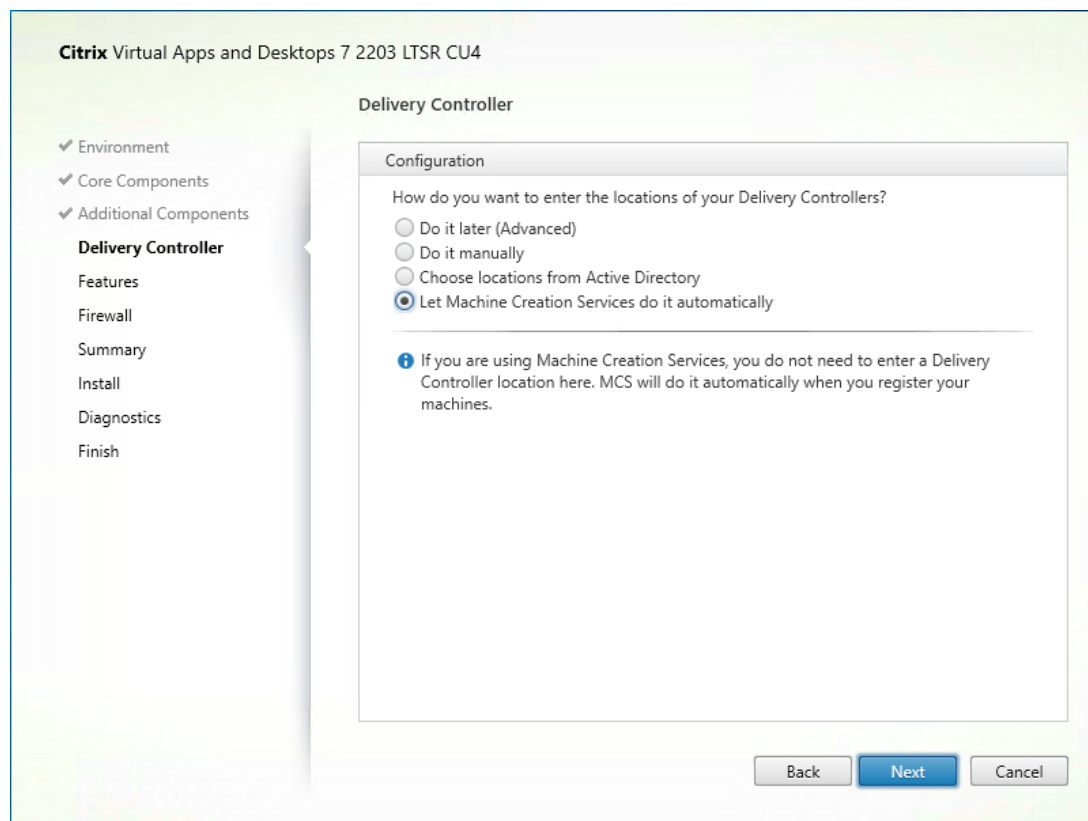 Citrix Virtual Apps and Desktops 7 2203 LTSR CU4
Delivery Controller
Environment
Core Components
Additional Components
Delivery Controller
Features
Firewall
Summary
Install
Diagnostics
Finish
Configuration
How do you want to enter the locations of your Delivery Controllers?
Do it later (Advanced)
Do it manually
Choose locations from Active Directory
Let Machine Creation Services do it automatically
If you are using Machine Creation Services, you do not need to enter a Delivery
Controller location here. MCS will do it automatically when you register your
machines.
Back
Next
Cancel